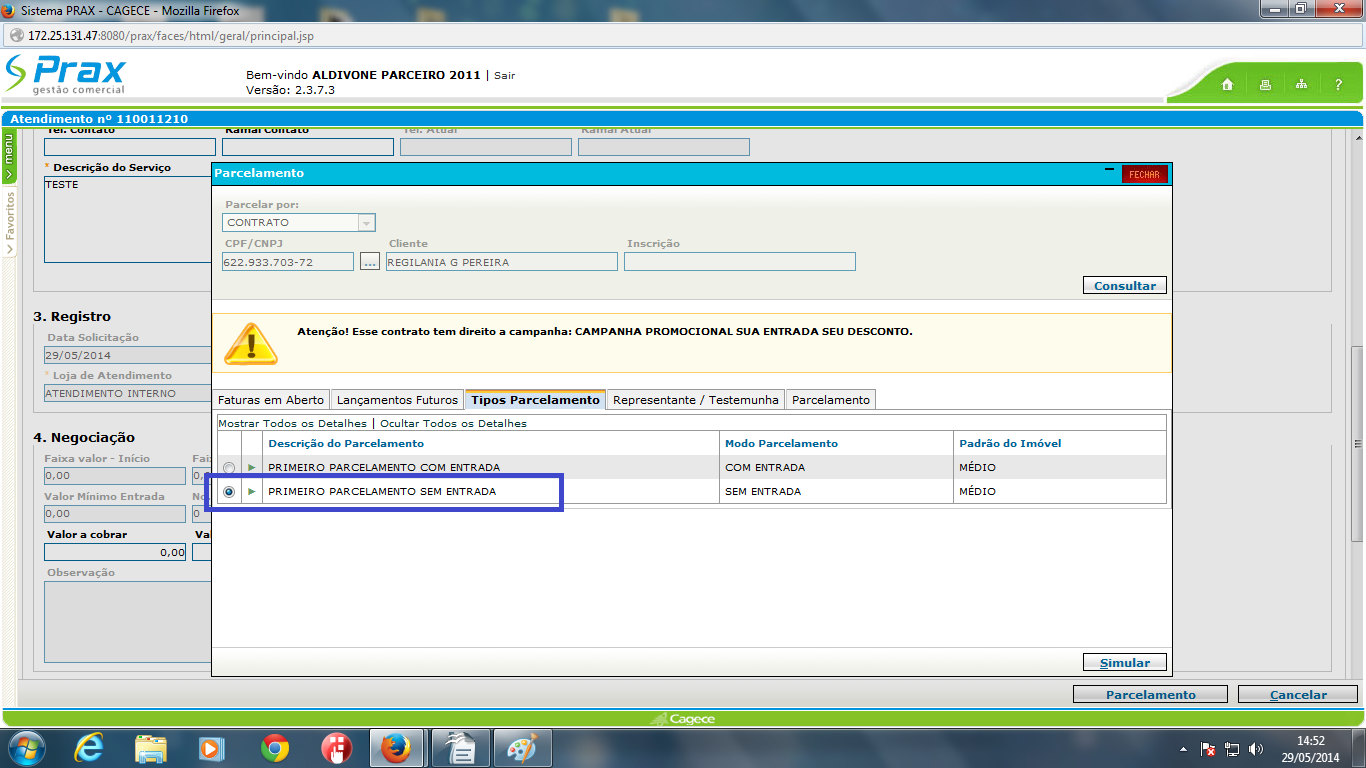 Sistema PRAX - CAGECE - Mozilla Firefox
172.25.131.47:8080/prax/faces/html/geral/principal.jsp
Prax
gestão comercial
Bem-vindo ALDIVONE PARCEIRO 2011 | Sair
Versão: 2.3.7.3
?
Atendimento nº 110011210
menu
Favoritos
Tel. Contato Ramal Contato Tel. Atual Ramal Atual
* Descrição do Serviço
TESTE
Parcelamento
FECHAR
Parcelar por:
CONTRATO
CPF/CNPJ Cliente Inscrição
622.933.703-72 ... REGILANIA G PEREIRA
Consultar
3. Registro
Data Solicitação
29/05/2014
* Loja de Atendimento
ATENDIMENTO INTERNO
Atenção! Esse contrato tem direito a campanha: CAMPANHA PROMOCIONAL SUA ENTRADA SEU DESCONTO.
Faturas em Aberto Lançamentos Futuros Tipos Parcelamento Representante / Testemunha Parcelamento
Mostrar Todos os Detalhes | Ocultar Todos os Detalhes
Descrição do Parcelamento Modo Parcelamento Padrão do Imóvel
PRIMEIRO PARCELAMENTO COM ENTRADA COM ENTRADA MÉDIO
PRIMEIRO PARCELAMENTO SEM ENTRADA SEM ENTRADA MÉDIO
4. Negociação
Faixa valor - Início Fai
0,00 0,
Valor Mínimo Entrada No
0,00 0
Valor a cobrar Va
0,00
Observação
Simular
Parcelamento Cancelar
Cagece
14:52
29/05/2014